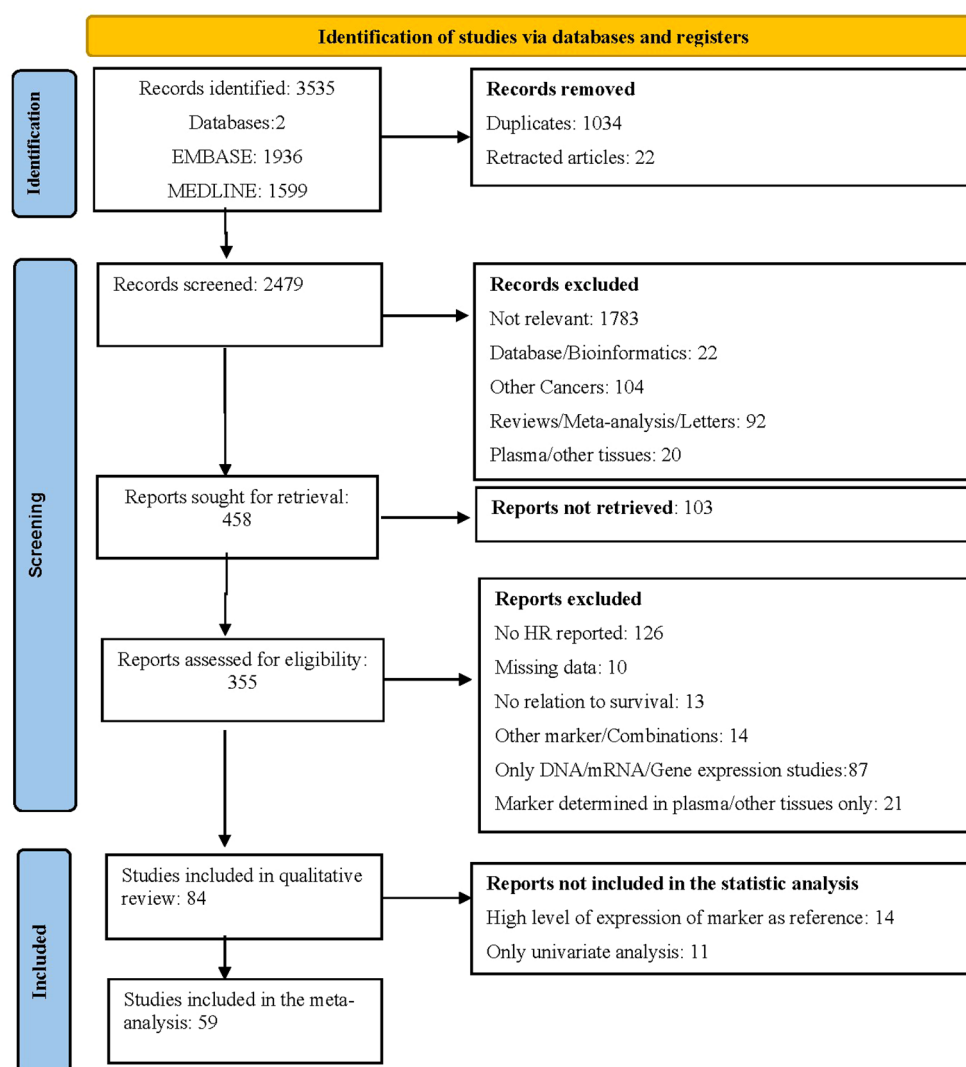 Identification of studies via databases and registers
Identification
Records identified: 3535
Databases:2
EMBASE: 1936
MEDLINE: 1599
Records removed
Duplicates: 1034
Retracted articles: 22
Screening
Records screened: 2479
Records excluded
Not relevant: 1783
Database/Bioinformatics: 22
Other Cancers: 104
Reviews/Meta-analysis/Letters: 92
Plasma/other tissues: 20
Reports sought for retrieval:
458
Reports not retrieved: 103
Reports assessed for eligibility:
355
Reports excluded
No HR reported: 126
Missing data: 10
No relation to survival: 13
Other marker/Combinations: 14
Only DNA/mRNA/Gene expression studies:87
Marker determined in plasma/other tissues only: 21
Included
Studies included in qualitative
review: 84
Reports not included in the statistic analysis
High level of expression of marker as reference: 14
Only univariate analysis: 11
Studies included in the meta-
analysis: 59